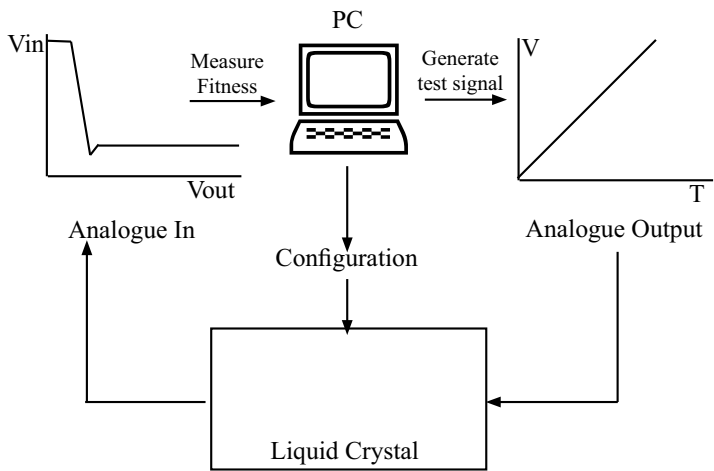 PC
Vin
Measure
Fitness
Generate
test signal
V
Vout
T
Analogue In
Analogue Output
Configuration
Liquid Crystal